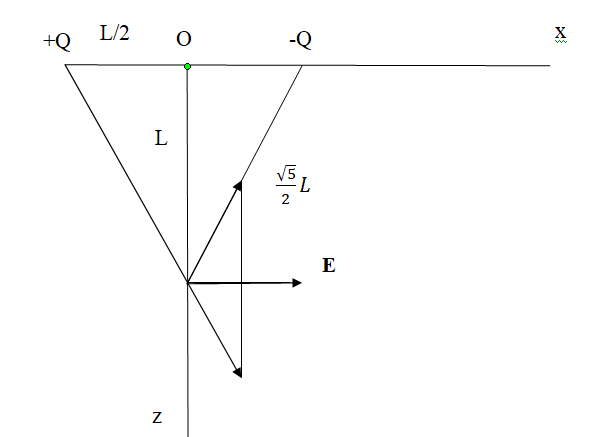 +Q L/2 O -Q x
L
√5/2 L
E
z